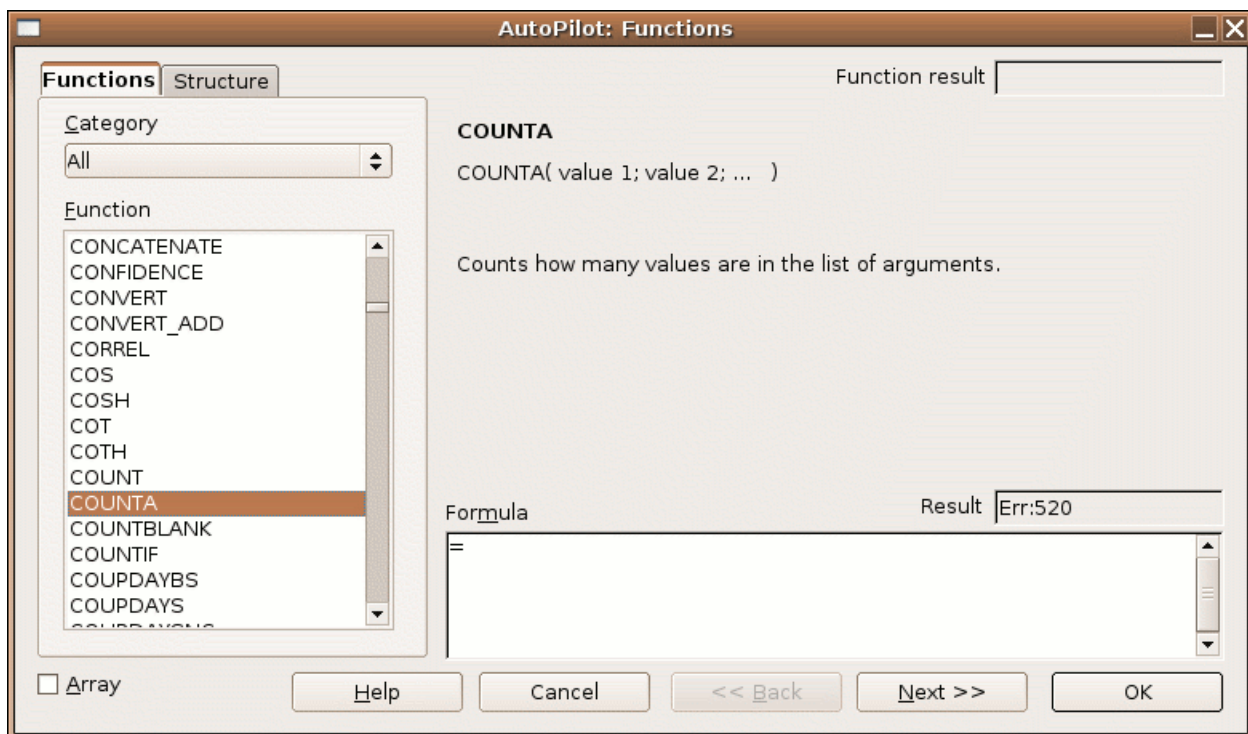 AutoPilot: Functions
Functions
Structure
Function result
Category
All
Function
CONCATENATE
CONFIDENCE
CONVERT
CONVERT_ADD
CORREL
COS
COSH
COT
COTH
COUNT
COUNTA
COUNTBLANK
COUNTIF
COUPDAYBS
COUPDAYS
COUNTA
COUNTA( value 1; value 2; ... )
Counts how many values are in the list of arguments.
Formula
Result
Err:520
=
Array
Help
Cancel
<< Back
Next >>
OK